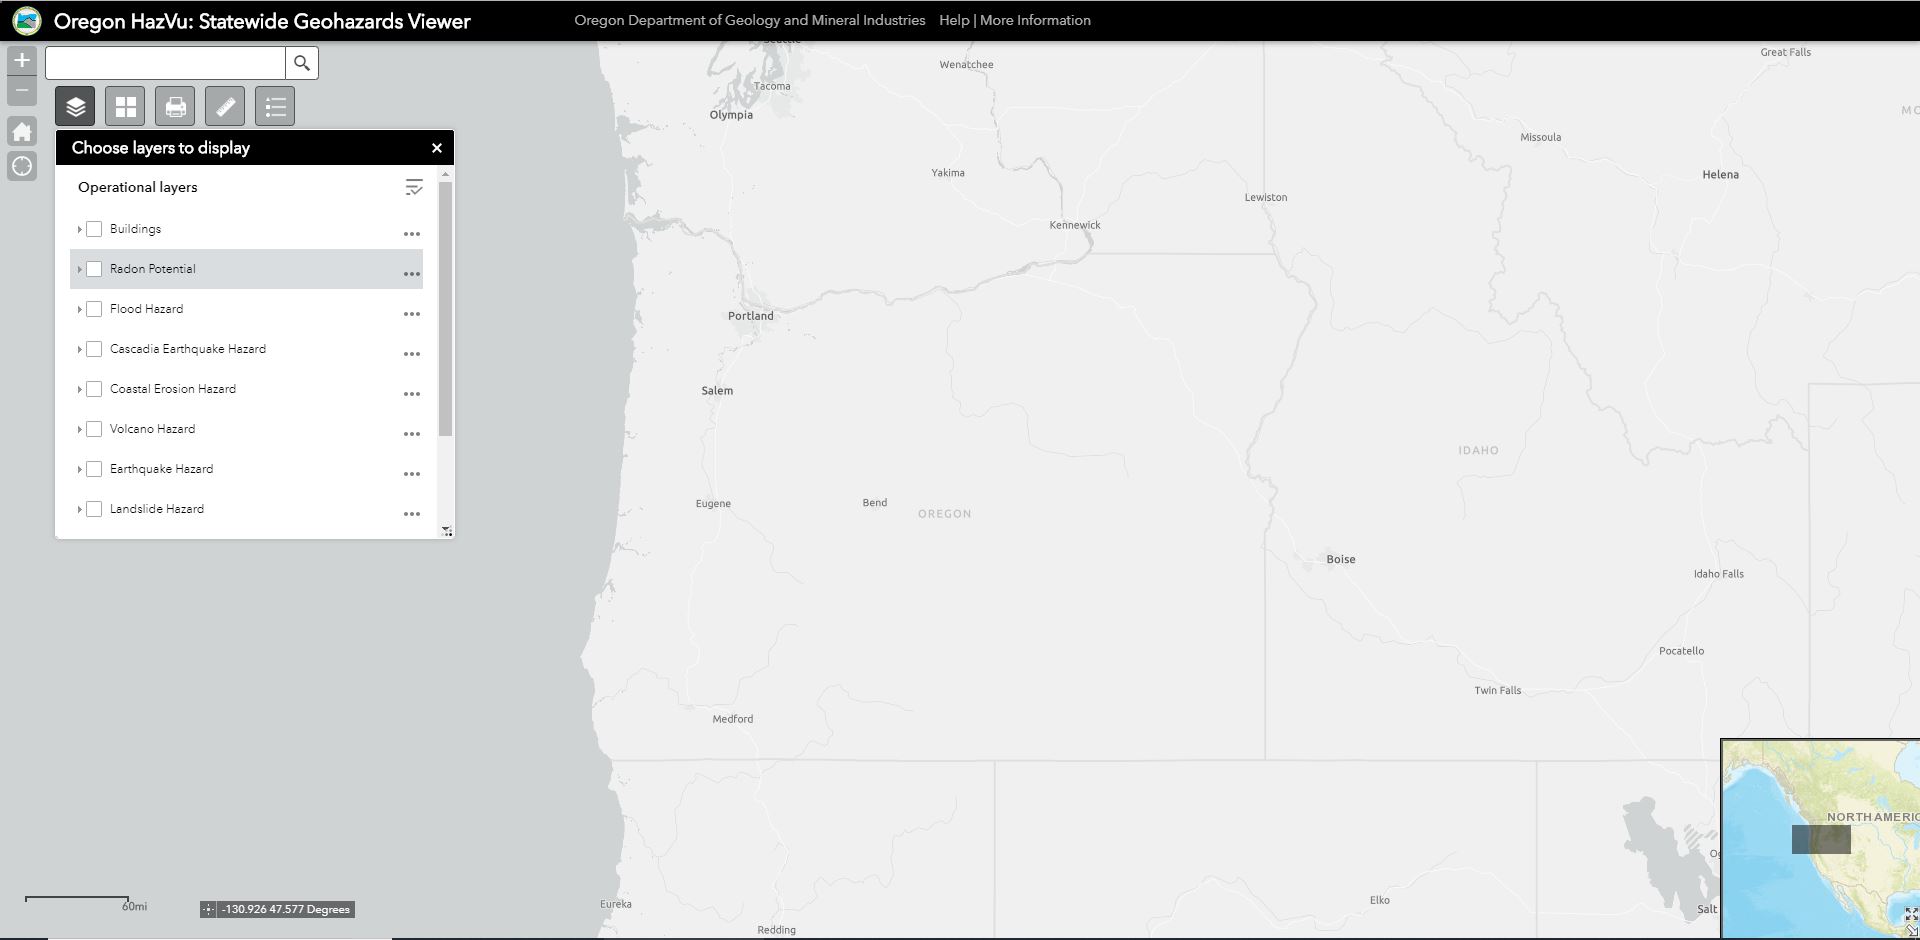 Oregon HazVu: Statewide Geohazards Viewer
Oregon Department of Geology and Mineral Industries
Help | More Information
Choose layers to display
Operational layers
Buildings
Radon Potential
Flood Hazard
Cascadia Earthquake Hazard
Coastal Erosion Hazard
Volcano Hazard
Earthquake Hazard
Landslide Hazard
Seattle
Wenatchee
Great Falls
Tacoma
Olympia
MO
Missoula
Yakima
Helena
Lewiston
Kennewick
Portland
Salem
IDAHO
Eugene
Bend
OREGON
Boise
Idaho Falls
Pocatello
Twin Falls
Medford
NORTH AMERIC
Og
Eureka
Elko
Salt
Redding
60mi
-130.926 47.577 Degrees